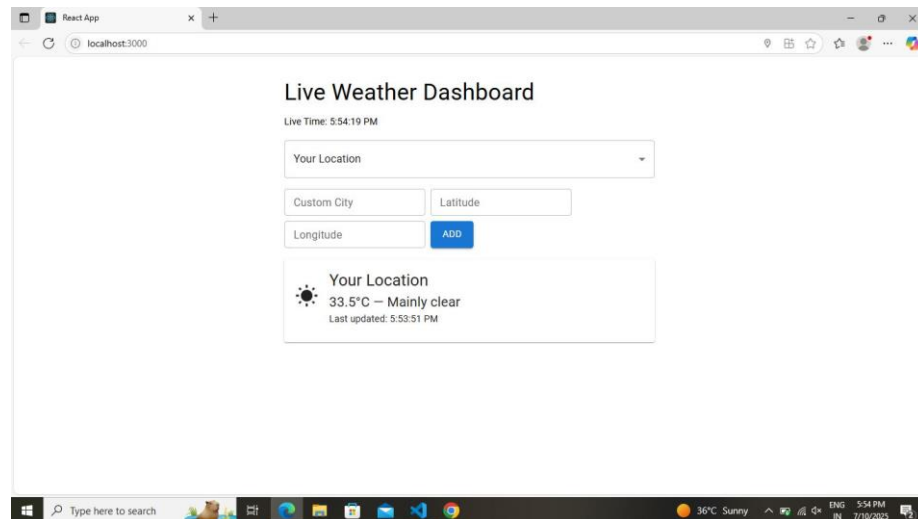 React App
localhost:3000
Live Weather Dashboard
Live Time: 5:54:19 PM
Your Location
Custom City
Latitude
Longitude
ADD
Your Location
33.5°C — Mainly clear
Last updated: 5:53:51 PM
Type here to search
36°C Sunny
ENG
IN
5:54 PM
7/10/2025
2